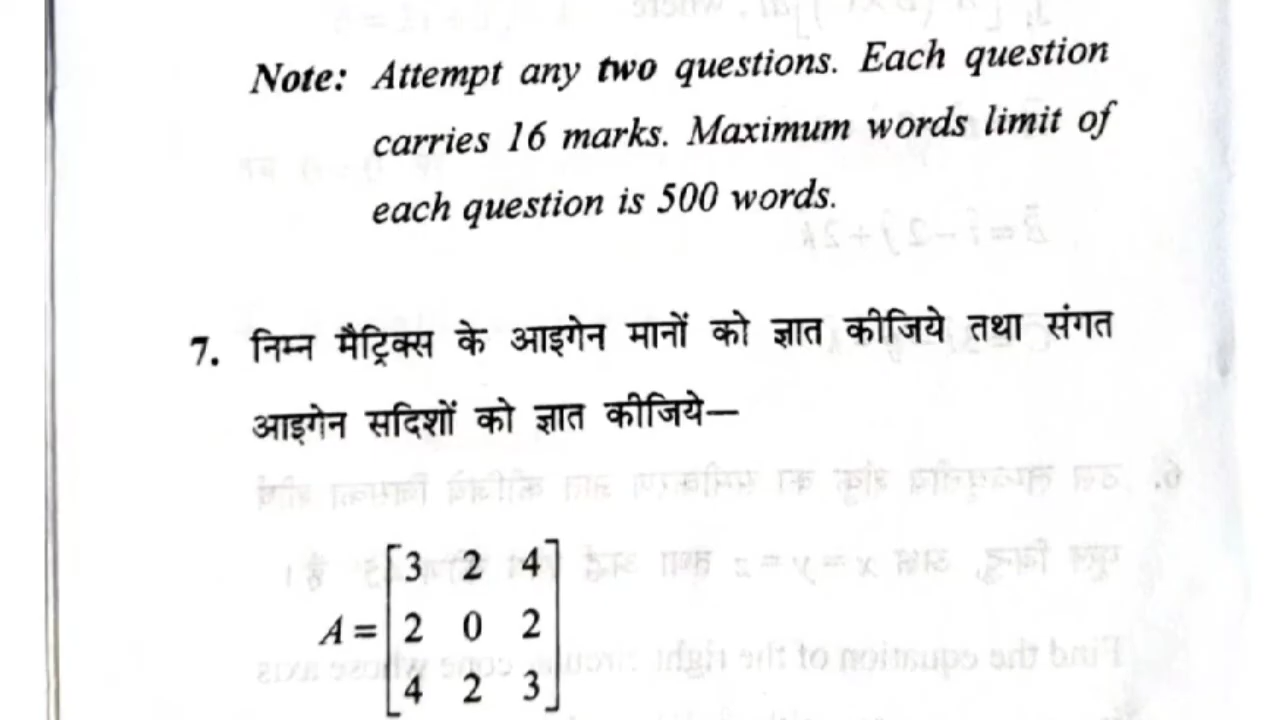 Note: Attempt any two questions. Each question
carries 16 marks. Maximum words limit of
each question is 500 words.
7. निम्न मैट्रिक्स के आइगेन मानों को ज्ञात कीजिये तथा संगत
आइगेन सदिशों को ज्ञात कीजिये—
3 2 4
A = 2 0 2
4 2 3